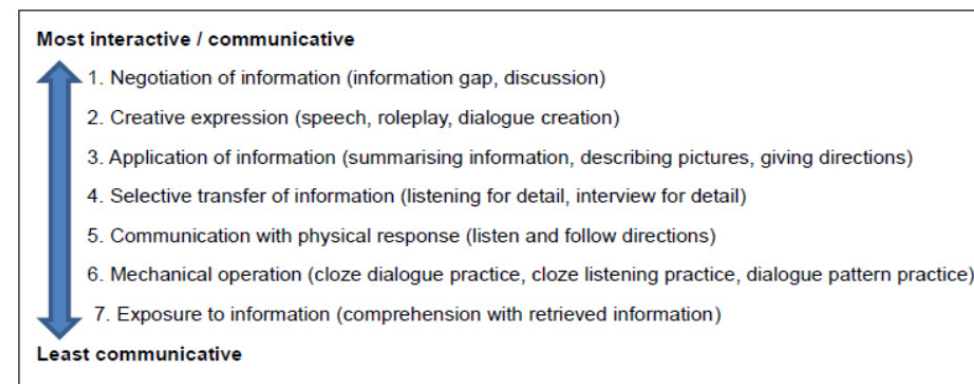 Most interactive / communicative
1. Negotiation of information (information gap, discussion)
2. Creative expression (speech, roleplay, dialogue creation)
3. Application of information (summarising information, describing pictures, giving directions)
4. Selective transfer of information (listening for detail, interview for detail)
5. Communication with physical response (listen and follow directions)
6. Mechanical operation (cloze dialogue practice, cloze listening practice, dialogue pattern practice)
7. Exposure to information (comprehension with retrieved information)
Least communicative